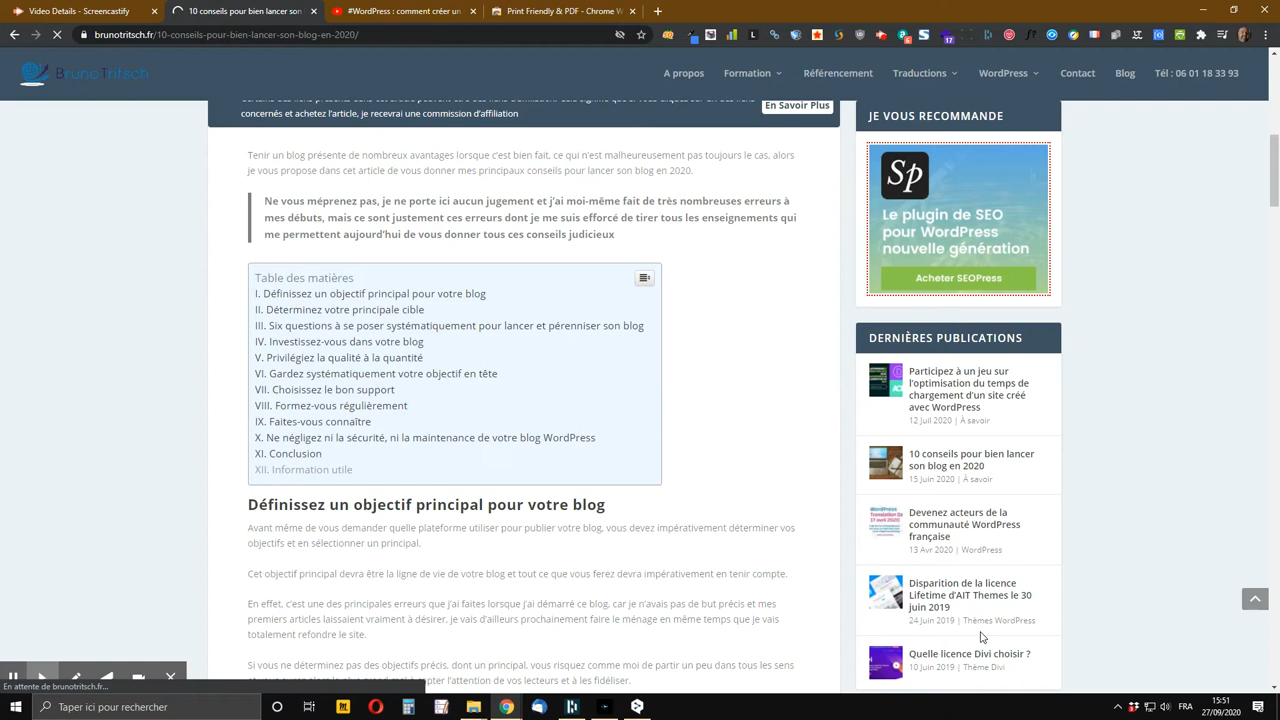 Video Details - Screencastify
10 conseils pour bien lancer son
Screencastify comment créer un
Print Friendly & PDF - Chrome W
brunotritsch.fr/10-conseils-pour-bien-lancer-son-blog-en-2020/
17
BrunoTritsch
A propos
Formation
Référencement
Traductions
WordPress
Contact
Blog
Tél : 06 01 18 33 93
concernés et achetez l'article, je recevrai une commission d'affiliation
En Savoir Plus
Tenir un blog présente de nombreux avantages lorsque c'est bien fait, ce qui n'est malheureusement pas toujours le cas, alors
je vous propose dans cet article de vous donner mes principaux conseils pour lancer son blog en 2020.
Ne vous méprenez pas, je ne porte ici aucun jugement et j'ai moi-même fait de très nombreuses erreurs à
mes débuts, mais ce sont justement ces erreurs dont je me suis efforcé de tirer tous les enseignements qui
me permettent aujourd'hui de vous donner tous ces conseils judicieux
Table des matières
I. Définissez un objectif principal pour votre blog
II. Déterminez votre principale cible
III. Six questions à se poser systématiquement pour lancer et pérenniser son blog
IV. Investissez-vous dans votre blog
V. Privilégiez la qualité à la quantité
VI. Gardez systématiquement votre objectif en tête
VII. Choisissez le bon support
VIII. Formez-vous régulièrement
IX. Faites-vous connaître
X. Ne négligez ni la sécurité, ni la maintenance de votre blog WordPress
XI. Conclusion
XII. Information utile
Définissez un objectif principal pour votre blog
Avant même de vous demander quelle plateforme utiliser pour publier votre blog, vous devez impérativement déterminer vos
objectifs et en sélectionner un principal.
Cet objectif principal devra être la ligne de vie de votre blog et tout ce que vous ferez devra impérativement en tenir compte.
En effet, c'est une des principales erreurs que j'ai faites lorsque j'ai démarré ce blog, car je n'avais pas de but précis et mes
premiers articles laissaient vraiment à désirer, je vais d'ailleurs prochainement faire le ménage en même temps que je vais
totalement refondre le site.
Si vous ne déterminez pas des objectifs précis, dont un principal, vous risquez comme moi de partir un peu dans tous les sens
capter l'attention de vos lecteurs et à les fidéliser.
JE VOUS RECOMMANDE
Sp
Le plugin de SEO
pour WordPress
nouvelle génération
Acheter SEOPress
DERNIÈRES PUBLICATIONS
Participez à un jeu sur
l'optimisation du temps de
chargement d'un site créé
avec WordPress
12 Juil 2020 | À savoir
10 conseils pour bien lancer
son blog en 2020
15 Juin 2020 | À savoir
Devenez acteurs de la
communauté WordPress
française
13 Avr 2020 | WordPress
Disparition de la licence
Lifetime d'AIT Themes le 30
juin 2019
24 Juin 2019 | Thèmes WordPress
Quelle licence Divi choisir ?
10 Juin 2019 | Thème Divi
En attente de brunotritsch.fr...
Taper ici pour rechercher
FRA
15:51
27/09/2020